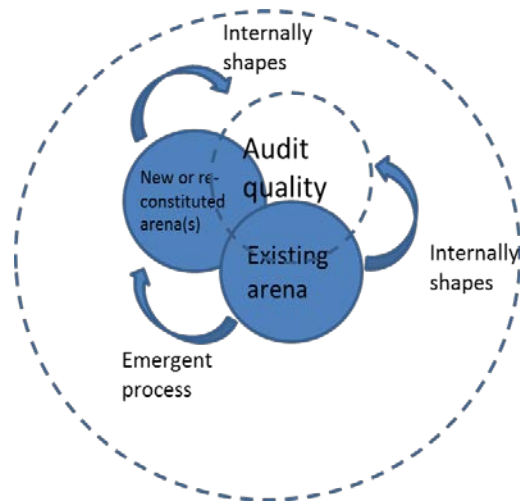 Internally
shapes
Audit
quality
New or re-
constituted
arena(s)
Existing
arena
Internally
shapes
Emergent
process